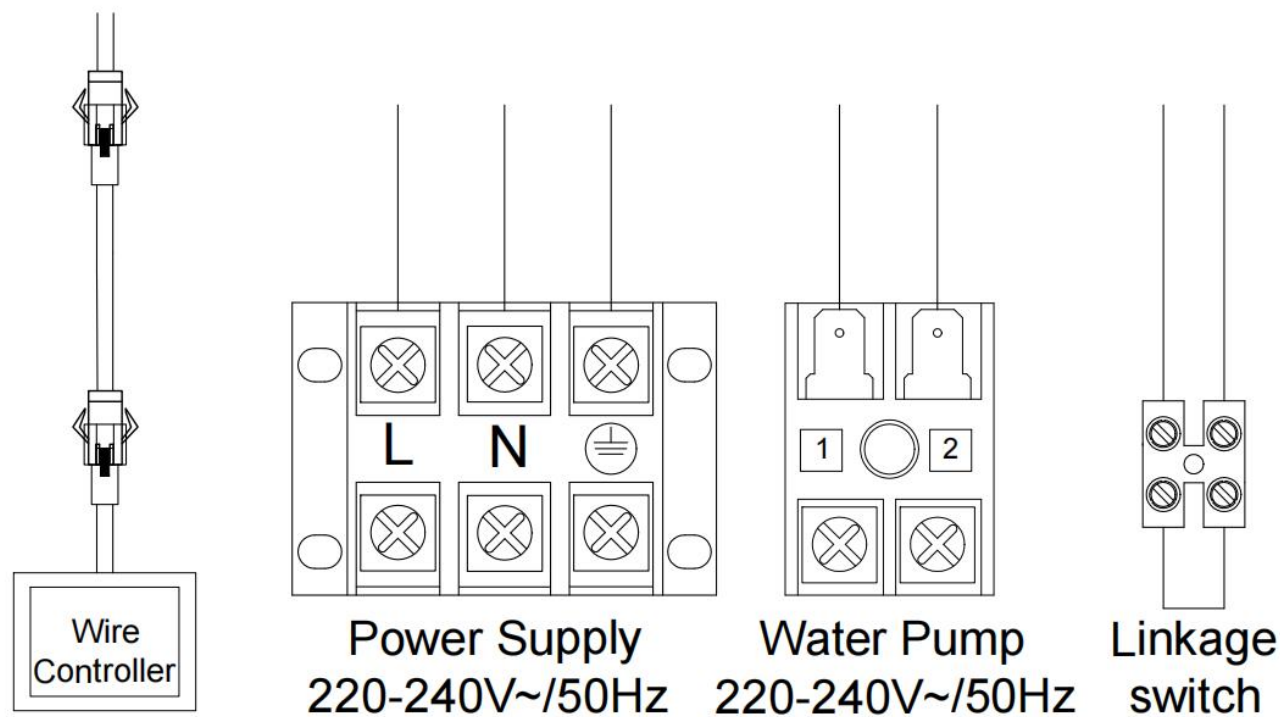 L N
1 2
Wire
Controller
Power Supply
220-240V~/50Hz
Water Pump
220-240V~/50Hz
Linkage
switch